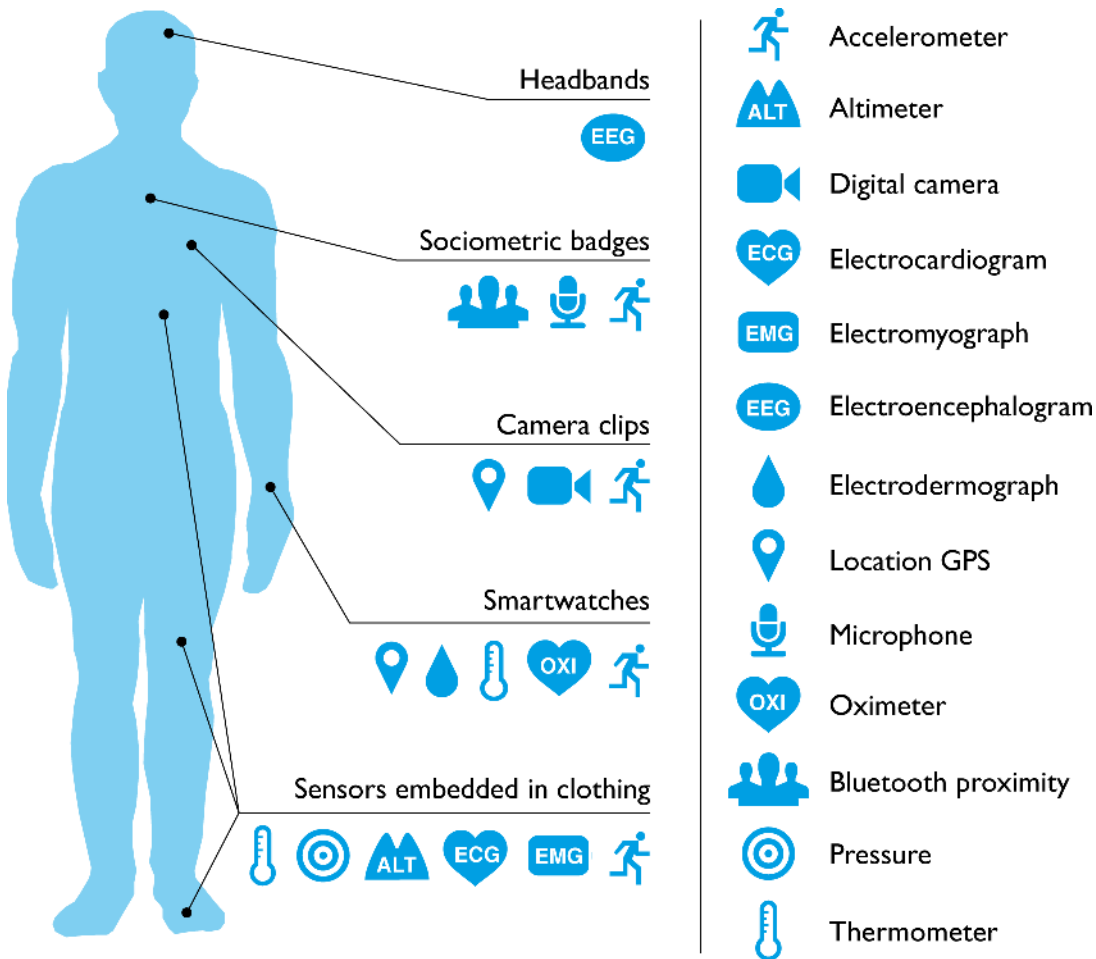 Headbands
EEG
Sociometric badges
Camera clips
Smartwatches
OXI
Sensors embedded in clothing
ALT ECG EMG
Accelerometer
ALT Altimeter
Digital camera
ECG Electrocardiogram
EMG Electromyograph
EEG Electroencephalogram
Electrodermograph
Location GPS
Microphone
OXI Oximeter
Bluetooth proximity
Pressure
Thermometer